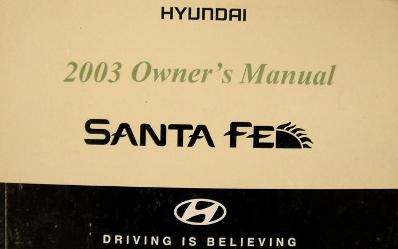 HYUNDAI
2003 Owner's Manual
SANTA FE
DRIVING IS BELIEVING